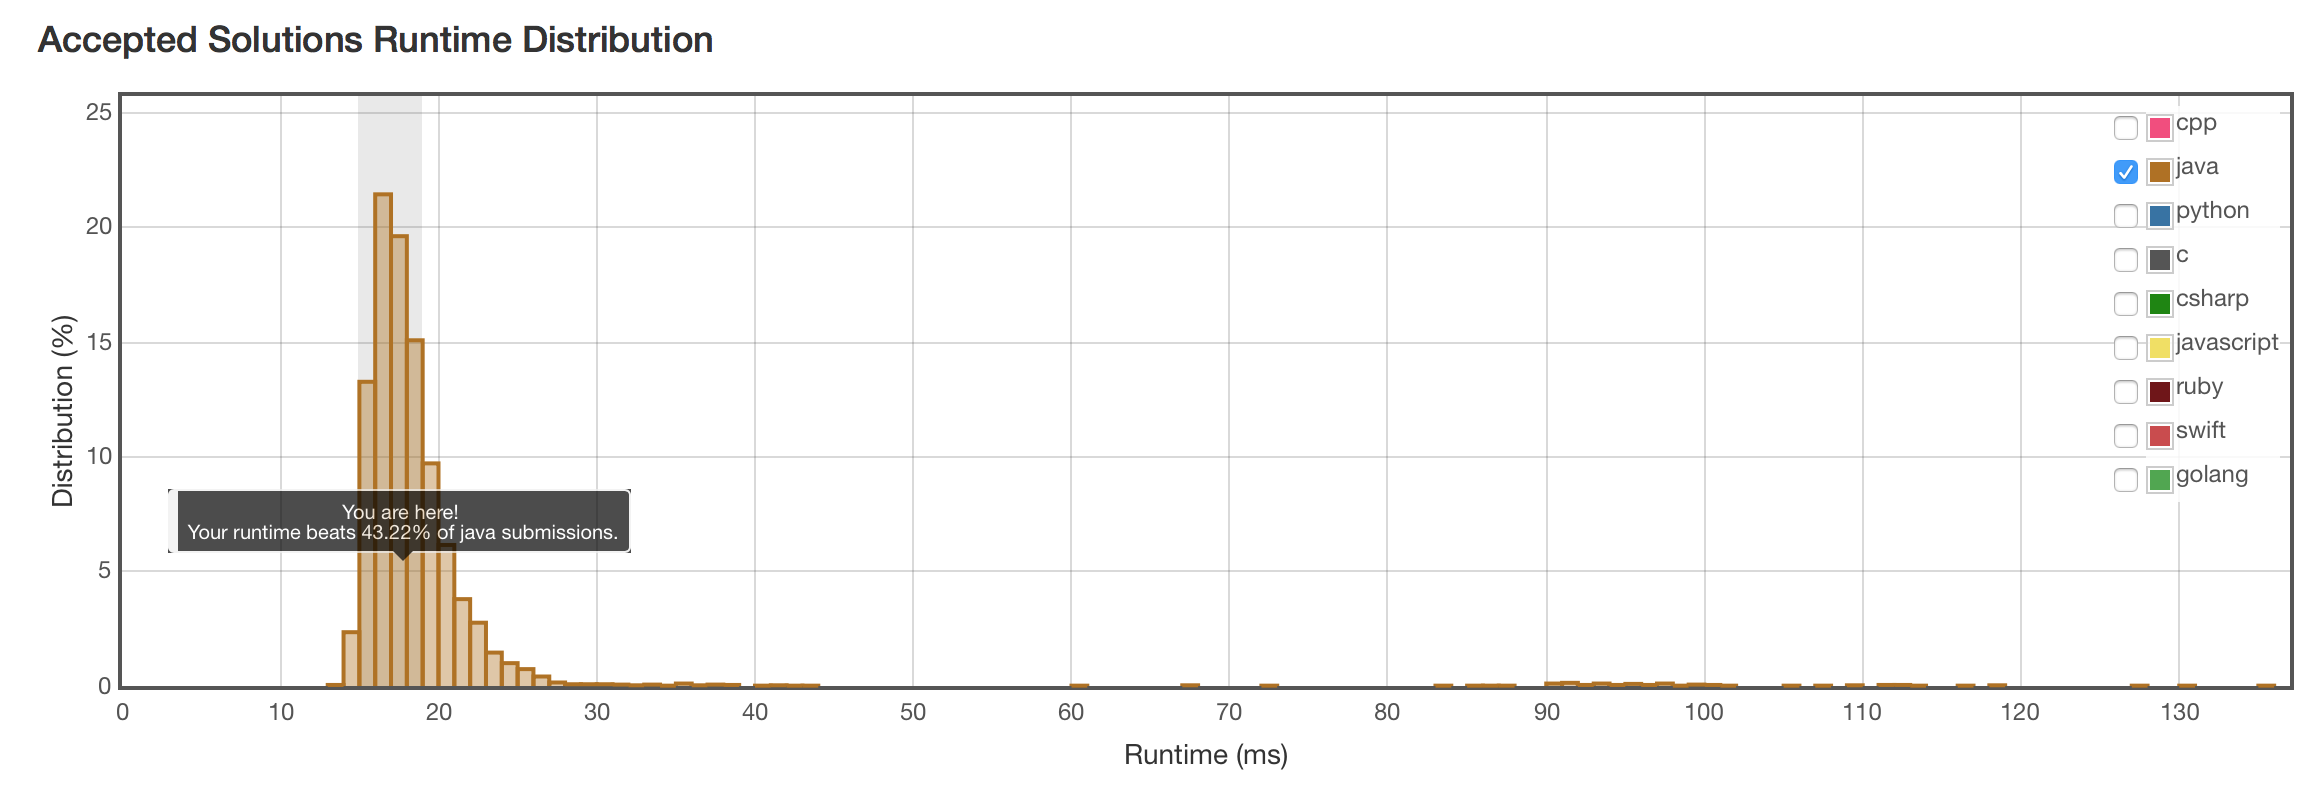 Accepted Solutions Runtime Distribution
25
20
15
10
5
0
Distribution (%)
You are here!
Your runtime beats 43.22% of java submissions.
cpp
java
python
c
csharp
javascript
ruby
swift
golang
0 10 20 30 40 50 60 70 80 90 100 110 120 130
Runtime (ms)